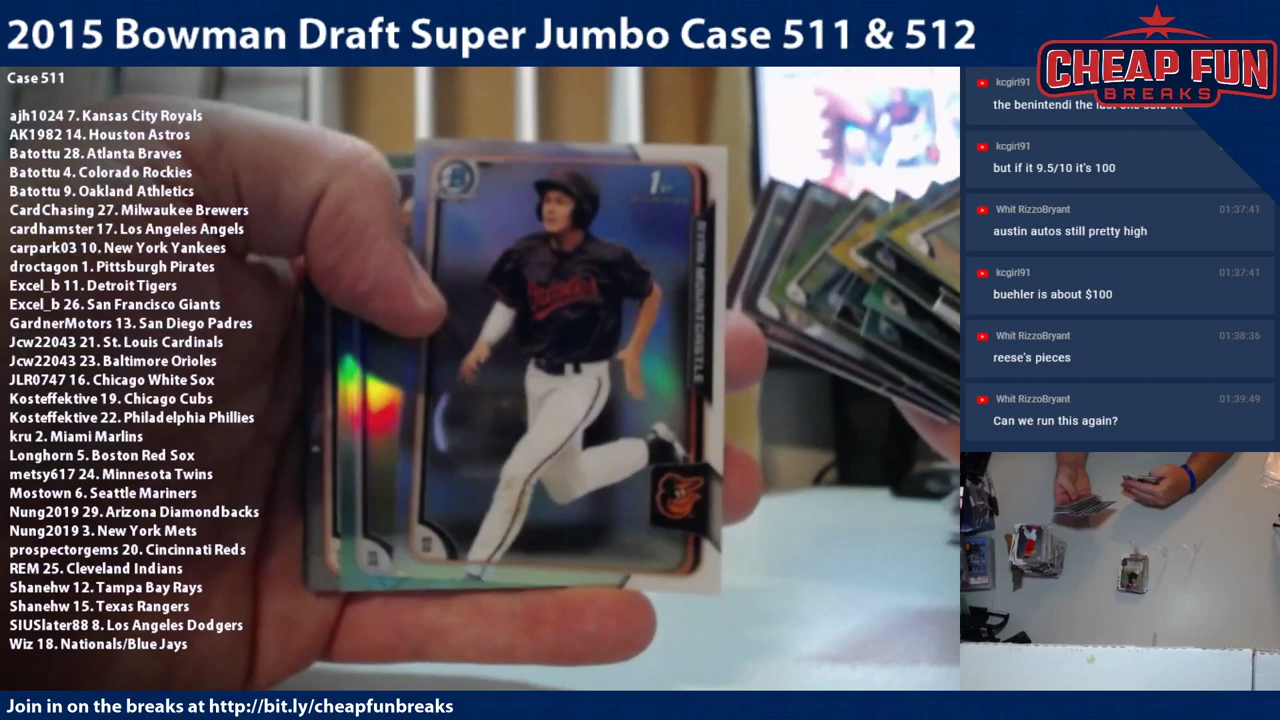 2015 Bowman Draft Super Jumbo Case 511 & 512
CHEAP FUN
BREAKS
Case 511
ajh1024 7. Kansas City Royals
AK1982 14. Houston Astros
Batottu 28. Atlanta Braves
Batottu 4. Colorado Rockies
Batottu 9. Oakland Athletics
CardChasing 27. Milwaukee Brewers
cardhamster 17. Los Angeles Angels
carpark03 10. New York Yankees
droctagon 1. Pittsburgh Pirates
Excel_b 11. Detroit Tigers
Excel_b 26. San Francisco Giants
GardnerMotors 13. San Diego Padres
Jcw22043 21. St. Louis Cardinals
Jcw22043 23. Baltimore Orioles
JLR0747 16. Chicago White Sox
Kosteffektive 19. Chicago Cubs
Kosteffektive 22. Philadelphia Phillies
kru 2. Miami Marlins
Longhorn 5. Boston Red Sox
metsy617 24. Minnesota Twins
Mostown 6. Seattle Mariners
Nung2019 29. Arizona Diamondbacks
Nung2019 3. New York Mets
prospectorgems 20. Cincinnati Reds
REM 25. Cleveland Indians
Shanehw 12. Tampa Bay Rays
Shanehw 15. Texas Rangers
SIUSlater88 8. Los Angeles Dodgers
Wiz 18. Nationals/Blue Jays
1st
RYAN MOUNTCASTLE
Orioles
kcgirl91
the benintendi the last one sold
kcgirl91
but if it 9.5/10 it's 100
Whit RizzoBryant 01:37:41
austin autos still pretty high
kcgirl91 01:37:41
buehler is about $100
Whit RizzoBryant 01:38:36
reese's pieces
Whit RizzoBryant 01:39:49
Can we run this again?
Join in on the breaks at http://bit.ly/cheapfunbreaks